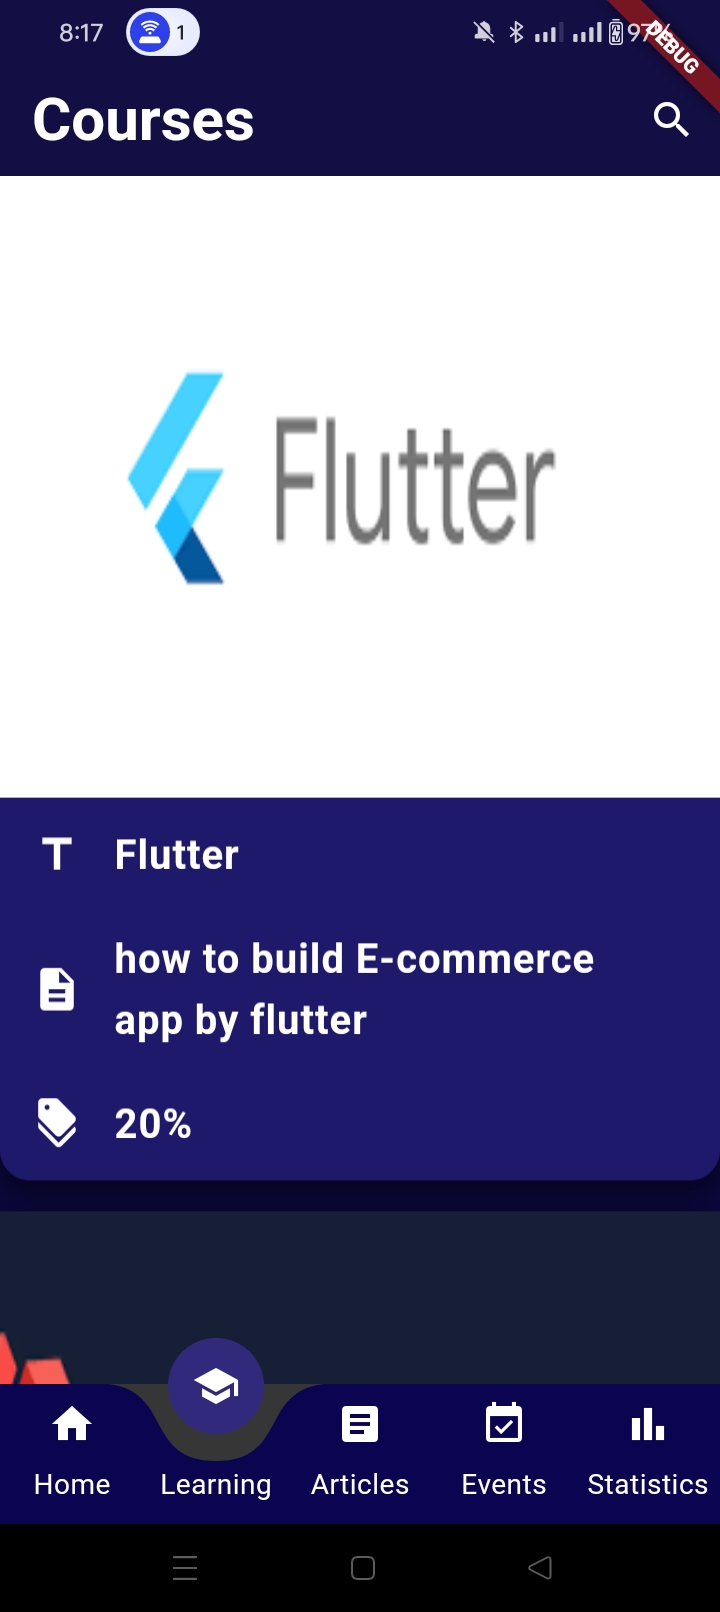 8:17
1
97%
DEBUG
Courses
Flutter
Flutter
how to build E-commerce
app by flutter
20%
Home
Learning
Articles
Events
Statistics